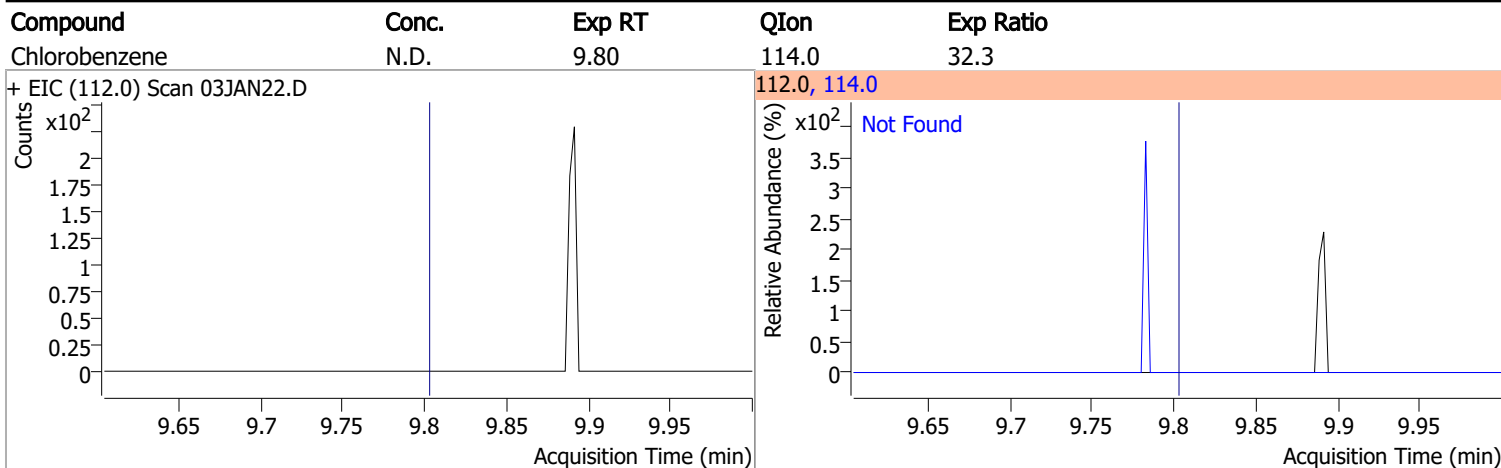 Compound Conc. Exp RT QIon Exp Ratio
Chlorobenzene N.D. 9.80 114.0 32.3
+ EIC (112.0) Scan 03JAN22.D
Counts
x10²
2
1.75
1.5
1.25
1
0.75
0.5
0.25
0
9.65 9.7 9.75 9.8 9.85 9.9 9.95
Acquisition Time (min)
112.0, 114.0
Relative Abundance (%)
x10²
Not Found
3.5
3
2.5
2
1.5
1
0.5
0
9.65 9.7 9.75 9.8 9.85 9.9 9.95
Acquisition Time (min)